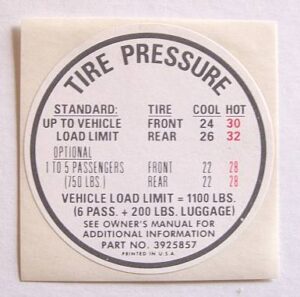 TIRE PRESSURE
STANDARD: TIRE COOL HOT
UP TO VEHICLE FRONT 24 30
LOAD LIMIT REAR 26 32
OPTIONAL
1 TO 5 PASSENGERS FRONT 22 28
(750 LBS.) REAR 22 28
VEHICLE LOAD LIMIT = 1100 LBS.
(6 PASS. + 200 LBS. LUGGAGE)
SEE OWNER'S MANUAL FOR
ADDITIONAL INFORMATION
PART NO. 3925857
PRINTED IN U.S.A